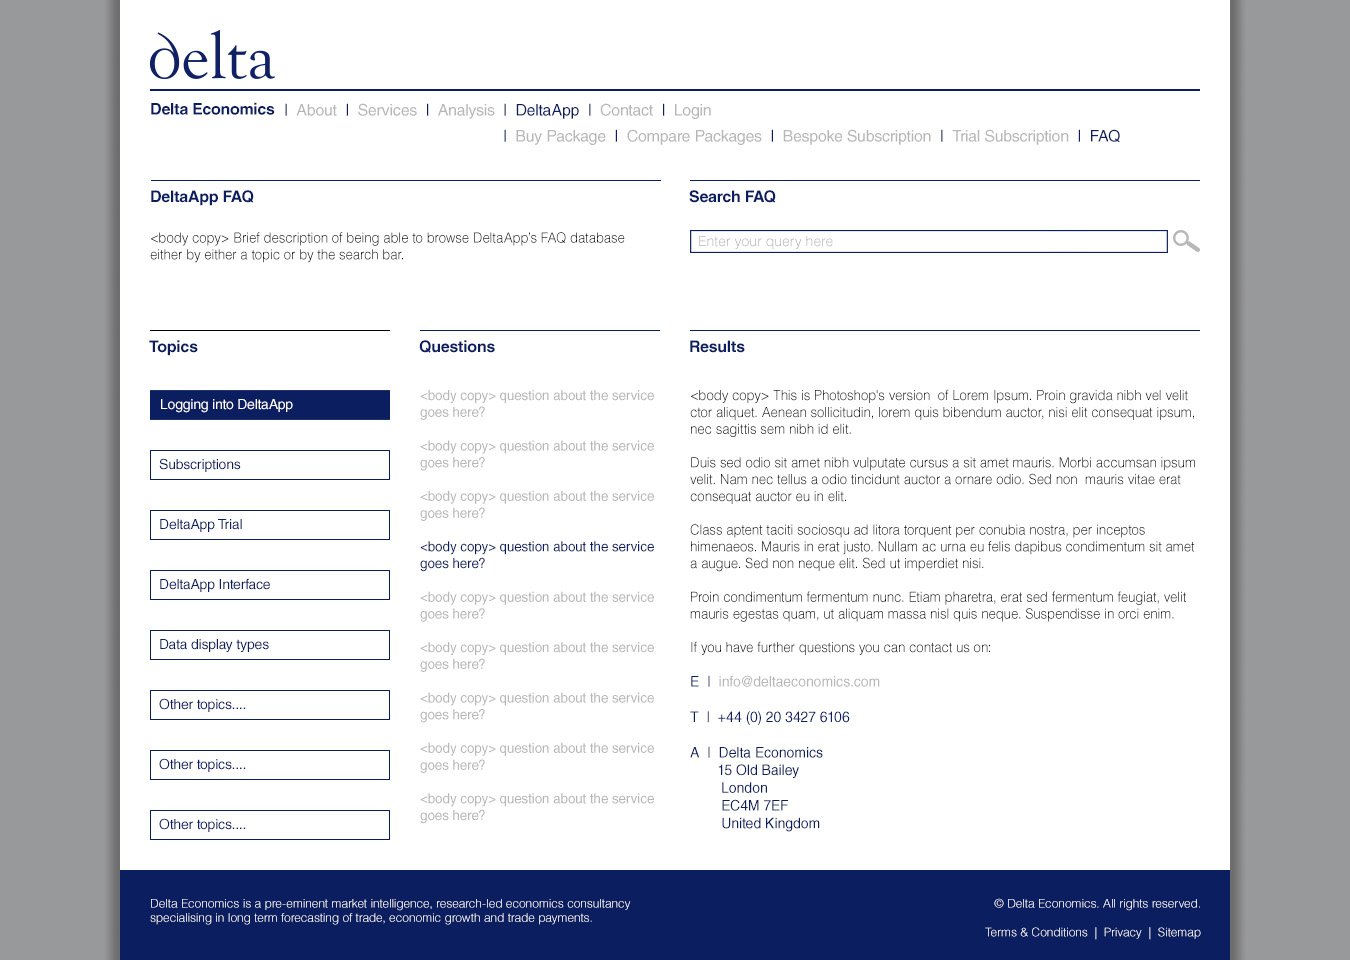 delta
Delta Economics | About | Services | Analysis | DeltaApp | Contact | Login
| Buy Package | Compare Packages | Bespoke Subscription | Trial Subscription | FAQ
DeltaApp FAQ
<body copy> Brief description of being able to browse DeltaApp's FAQ database
either by either a topic or by the search bar.
Search FAQ
Enter your query here
Topics
Logging into DeltaApp
Subscriptions
DeltaApp Trial
DeltaApp Interface
Data display types
Other topics....
Other topics....
Other topics....
Questions
<body copy> question about the service
goes here?
<body copy> question about the service
goes here?
<body copy> question about the service
goes here?
<body copy> question about the service
goes here?
<body copy> question about the service
goes here?
<body copy> question about the service
goes here?
<body copy> question about the service
goes here?
<body copy> question about the service
goes here?
<body copy> question about the service
goes here?
Results
<body copy> This is Photoshop's version  of Lorem Ipsum. Proin gravida nibh vel velit
ctor aliquet. Aenean sollicitudin, lorem quis bibendum auctor, nisi elit consequat ipsum,
nec sagittis sem nibh id elit.
Duis sed odio sit amet nibh vulputate cursus a sit amet mauris. Morbi accumsan ipsum
velit. Nam nec tellus a odio tincidunt auctor a ornare odio. Sed non  mauris vitae erat
consequat auctor eu in elit.
Class aptent taciti sociosqu ad litora torquent per conubia nostra, per inceptos
himenaeos. Mauris in erat justo. Nullam ac urna eu felis dapibus condimentum sit amet
a augue. Sed non neque elit. Sed ut imperdiet nisi.
Proin condimentum fermentum nunc. Etiam pharetra, erat sed fermentum feugiat, velit
mauris egestas quam, ut aliquam massa nisl quis neque. Suspendisse in orci enim.
If you have further questions you can contact us on:
E | info@deltaeconomics.com
T | +44 (0) 20 3427 6106
A | Delta Economics
15 Old Bailey
London
EC4M 7EF
United Kingdom
Delta Economics is a pre-eminent market intelligence, research-led economics consultancy
specialising in long term forecasting of trade, economic growth and trade payments.
© Delta Economics. All rights reserved.
Terms & Conditions | Privacy | Sitemap